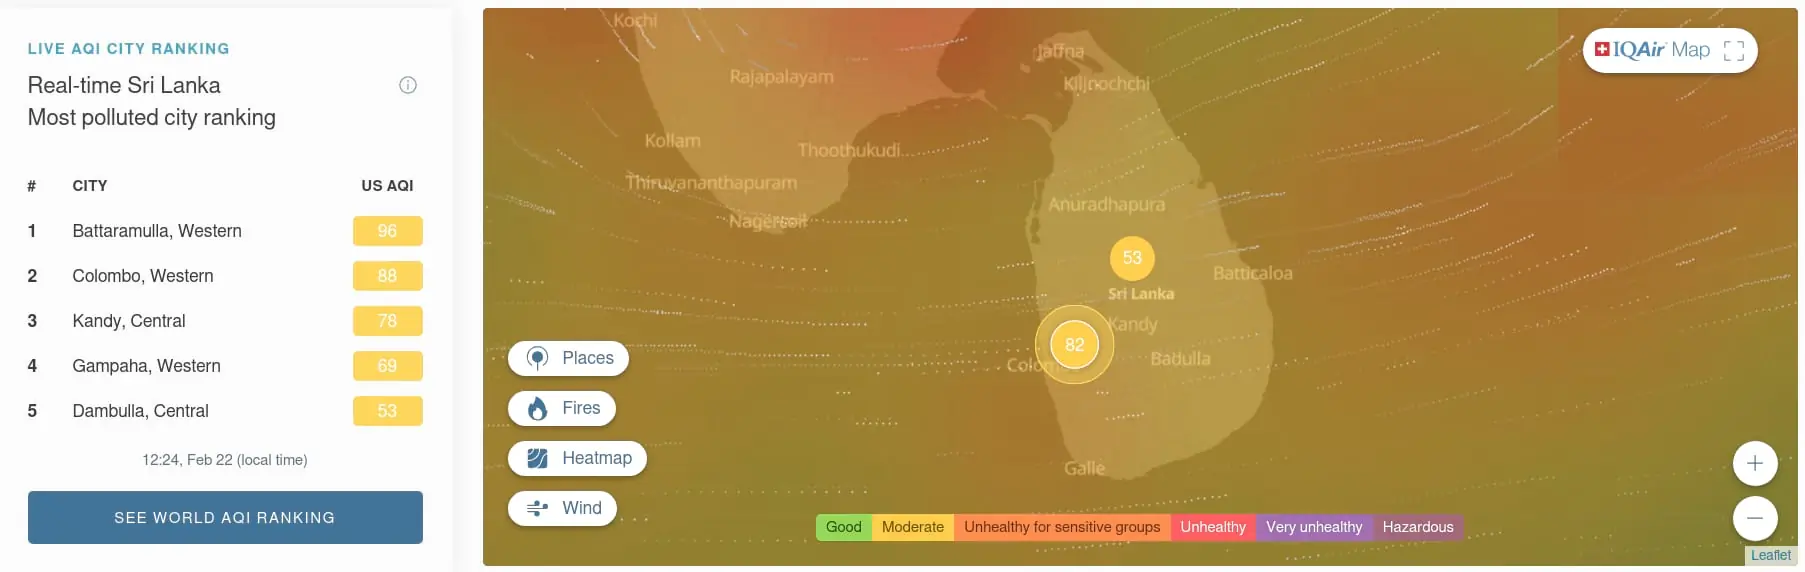 LIVE AQI CITY RANKING
Real-time Sri Lanka
Most polluted city ranking
# CITY US AQI
1 Battaramulla, Western 96
2 Colombo, Western 88
3 Kandy, Central 78
4 Gampaha, Western 69
5 Dambulla, Central 53
12:24, Feb 22 (local time)
SEE WORLD AQI RANKING
Kochi
Jaffna
Rajapalayam
Kilinochchi
Kollam
Thoothukudi
Thiruvananthapuram
Anuradhapura
Nagercoil
53
Batticaloa
Sri Lanka
Kandy
82
Badulla
Galle
IQAir Map
Places
Fires
Heatmap
Wind
Good Moderate Unhealthy for sensitive groups Unhealthy Very unhealthy Hazardous
+
−
Leaflet